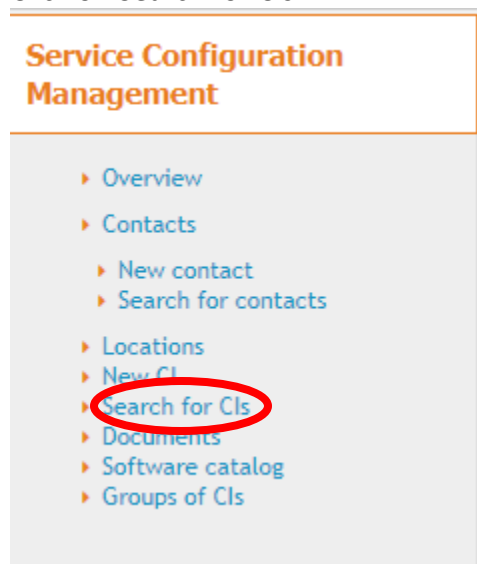 Service Configuration
Management
Overview
Contacts
New contact
Search for contacts
Locations
New CI
Search for CIs
Documents
Software catalog
Groups of CIs